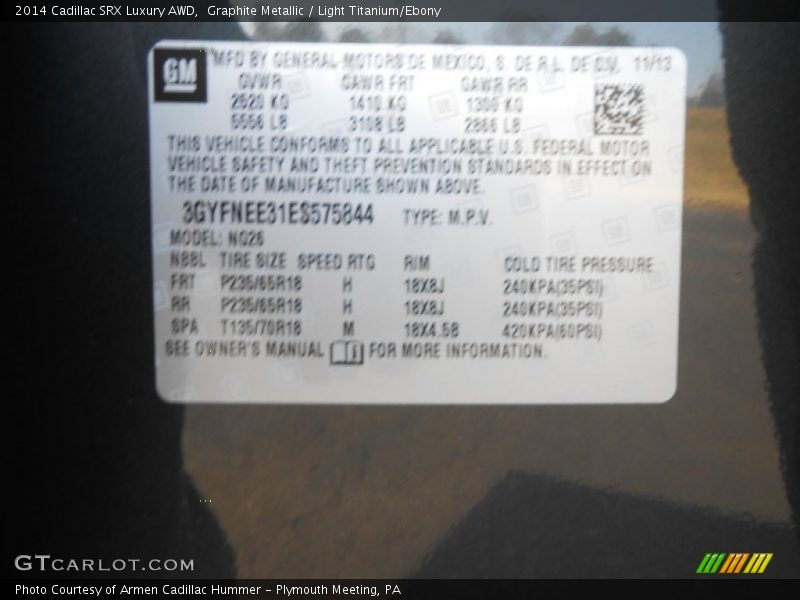 2014 Cadillac SRX Luxury AWD, Graphite Metallic / Light Titanium/Ebony
GM
MFD BY GENERAL MOTORS DE MEXICO, S. DE R.L. DE C.V. 11/13
GVWR GAWR FRT GAWR RR
2520 KG 1410 KG 1300 KG
5556 LB 3108 LB 2866 LB
THIS VEHICLE CONFORMS TO ALL APPLICABLE U.S. FEDERAL MOTOR
VEHICLE SAFETY AND THEFT PREVENTION STANDARDS IN EFFECT ON
THE DATE OF MANUFACTURE SHOWN ABOVE.
3GYFNEE31ES575844 TYPE: M.P.V.
MODEL: NG26
N88L TIRE SIZE SPEED RTG RIM COLD TIRE PRESSURE
FRT P235/65R18 H 18X8J 240KPA(35PSI)
RR P235/65R18 H 18X8J 240KPA(35PSI)
SPA T135/70R18 M 18X4.5B 420KPA(60PSI)
SEE OWNER'S MANUAL FOR MORE INFORMATION.
GTCARLOT.COM
Photo Courtesy of Armen Cadillac Hummer - Plymouth Meeting, PA